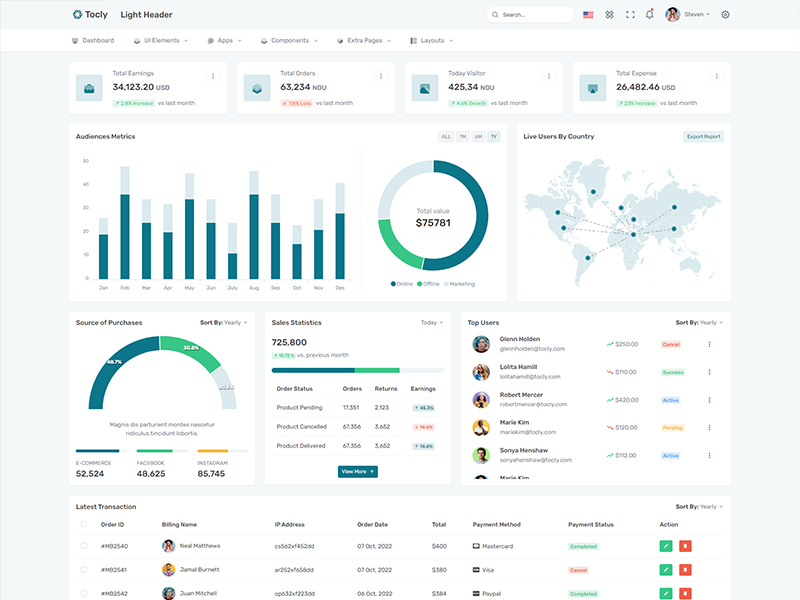 Tocly Light Header Search... Steven
Dashboard UI Elements Apps Components Extra Pages Layouts
Total Earnings
34,123.20 USD
2.8% Increase vs last month
Total Orders
63,234 NOU
7.8% Loss vs last month
Today Visitor
425,34 NOU
4.6% Growth vs last month
Total Expense
26,482.46 USD
23% Increase vs last month
Audiences Metrics ALL 1M 6M 1Y
50
40
30
20
10
0
Jan Feb Mar Apr May Jun July Aug Sep Oct Nov Des
Total value
$75781
Online Offline Marketing
Live Users By Country Export Report
Source of Purchases Sort By: Yearly
48.7%
30.8%
Magnis dis parturient montes nascetur
ridiculus tincidunt lobortis.
E-COMMERCE
52,524
FACEBOOK
48,625
INSTAGRAM
85,745
Sales Statistics Today
725,800
vs. previous month
Order Status Orders Returns Earnings
Product Pending 17,351 2,123 45.3%
Product Cancelled 67,356 3,652 14.6%
Product Delivered 67,356 3,652 14.6%
View More
Top Users Sort By: Yearly
Glenn Holden
glennholden@tocly.com
$250.00 Cancel
Lolita Hamill
lolitahamill@tocly.com
$110.00 Success
Robert Mercer
robertmercer@tocly.com
$420.00 Active
Marie Kim
mariekim@tocly.com
$120.00 Pending
Sonya Henshaw
sonyahenshaw@tocly.com
$112.00 Active
Marie Kim
Latest Transaction Sort By: Yearly
Order ID Billing Name IP Address Order Date Total Payment Method Payment Status Action
#MB2540 Neal Matthews cs562xf452dd 07 Oct, 2022 $400 Mastercard Completed
#MB2541 Jamal Burnett ar252xf658dd 07 Oct, 2022 $380 Visa Cancel
#MB2542 Juan Mitchell op632xf223dd 06 Oct, 2022 $384 Paypal Completed